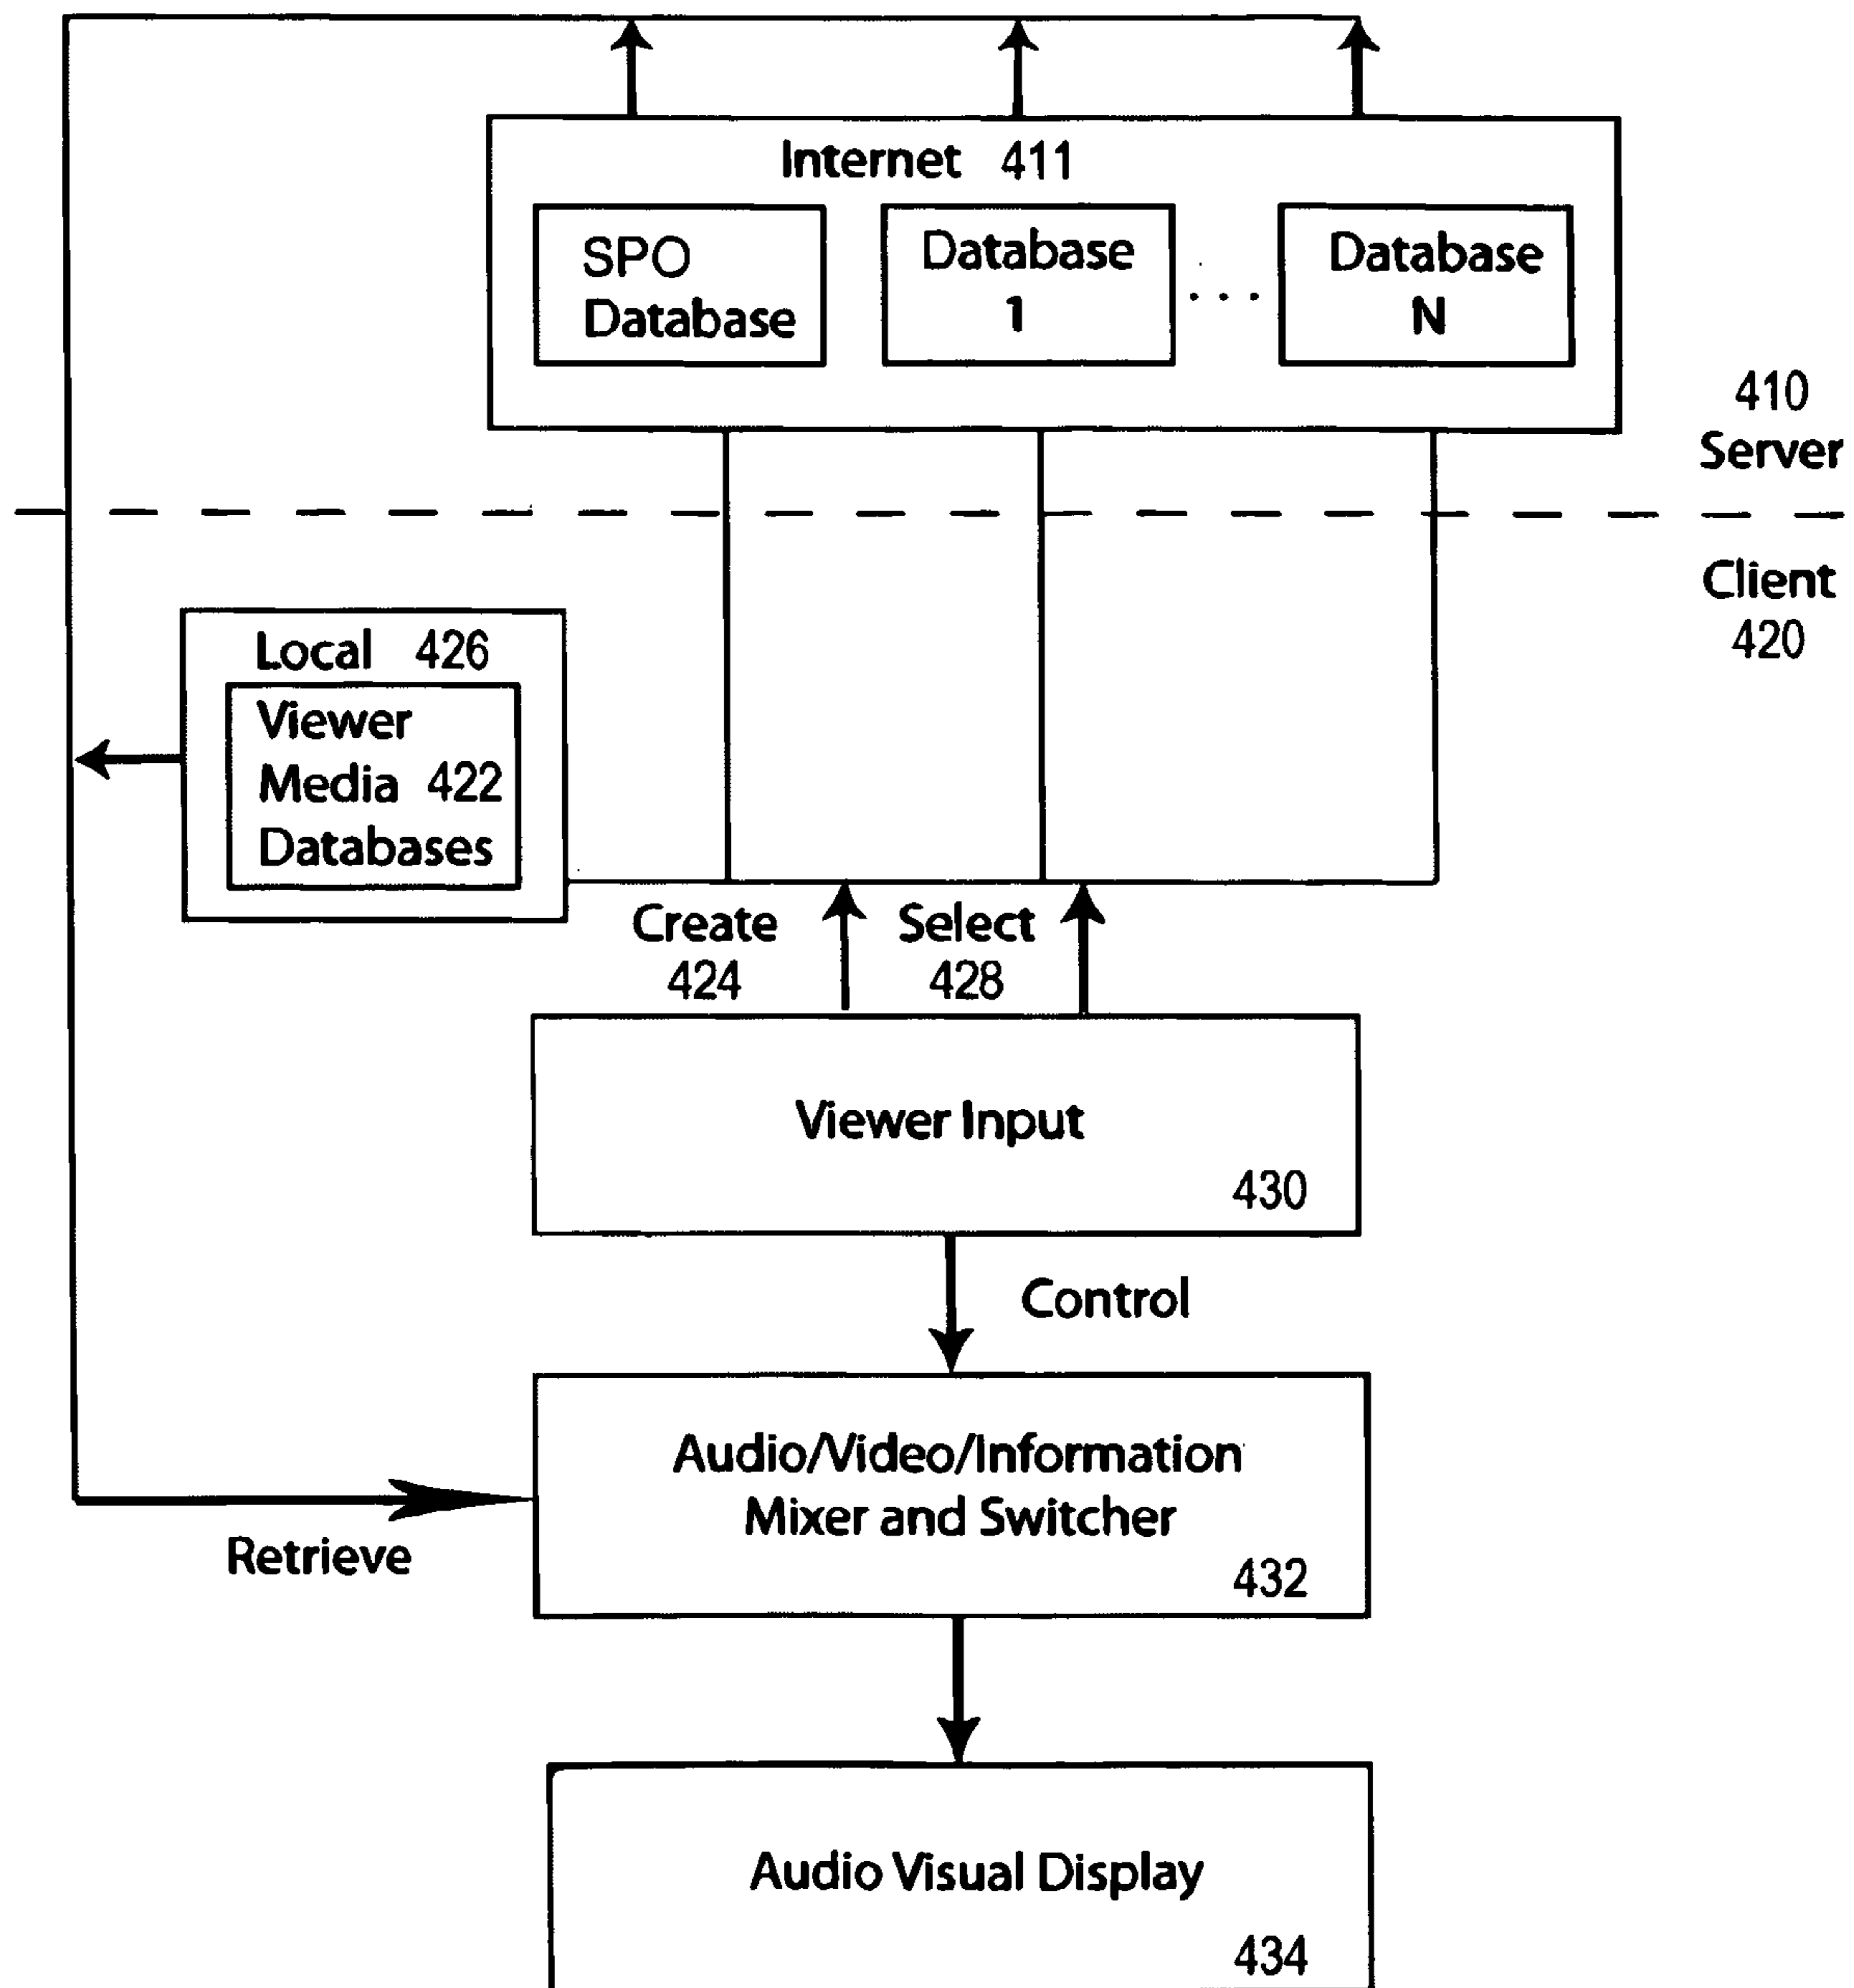 Internet 411
SPO
Database
Database
1
. . .
Database
N
410
Server
Client
420
Local 426
Viewer
Media 422
Databases
Create
424
Select
428
Viewer Input
430
Control
Audio/Video/Information
Mixer and Switcher
432
Retrieve
Audio Visual Display
434